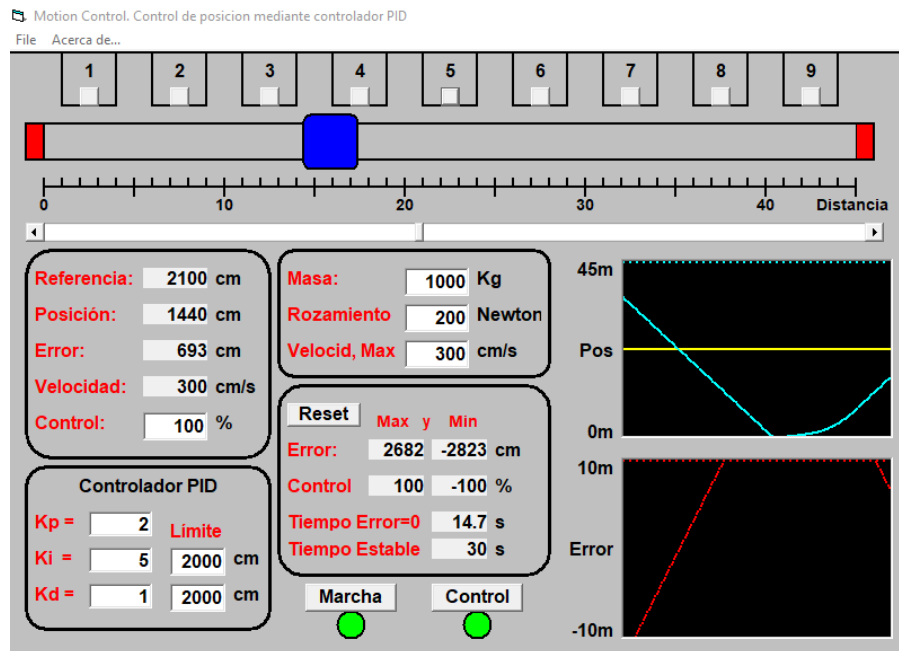 Motion Control. Control de posicion mediante controlador PID
File Acerca de...
1 2 3 4 5 6 7 8 9
0 10 20 30 40 Distancia
Referencia: 2100 cm
Posición: 1440 cm
Error: 693 cm
Velocidad: 300 cm/s
Control: 100 %
Masa: 1000 Kg
Rozamiento 200 Newton
Velocid, Max 300 cm/s
Reset Max y Min
Error: 2682 -2823 cm
Control 100 -100 %
Tiempo Error=0 14.7 s
Tiempo Estable 30 s
Controlador PID
Kp = 2 Límite
Ki = 5 2000 cm
Kd = 1 2000 cm
Marcha Control
45m
Pos
0m
10m
Error
-10m